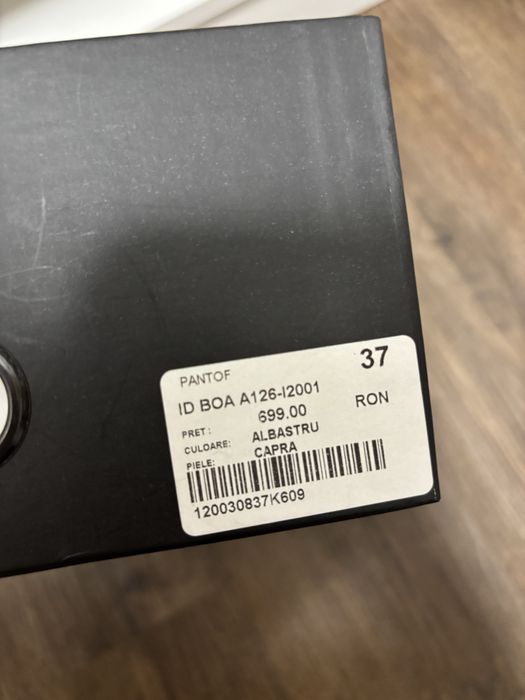 PANTOF 37
ID BOA A126-I2001
PRET: 699.00 RON
CULOARE: ALBASTRU
PIELE: CAPRA
120030837K609